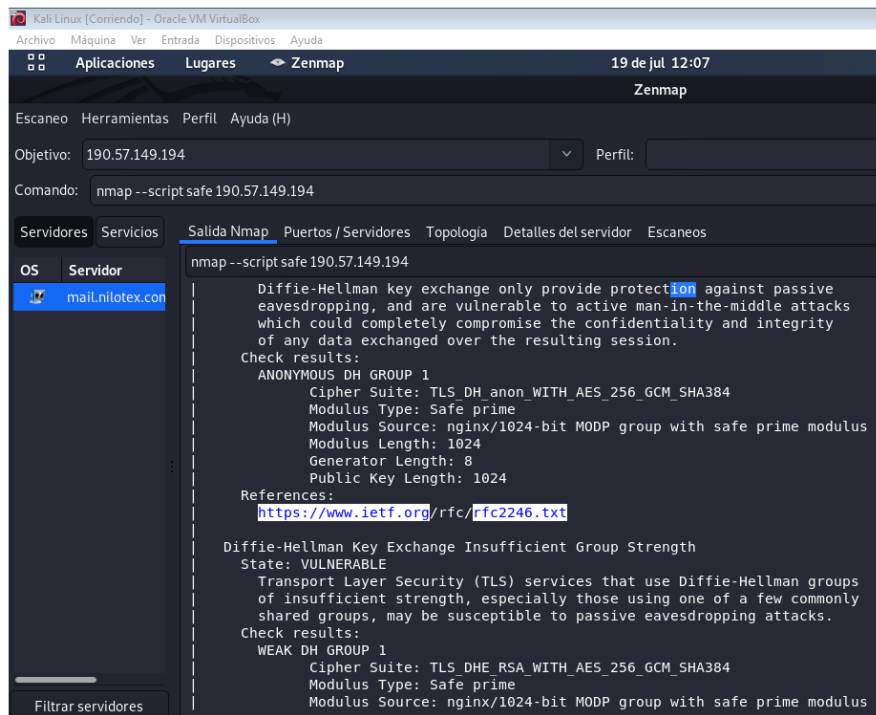 Kali Linux [Corriendo] - Oracle VM VirtualBox
Archivo Máquina Ver Entrada Dispositivos Ayuda
Aplicaciones Lugares Zenmap 19 de jul 12:07
Zenmap
Escaneo Herramientas Perfil Ayuda (H)
Objetivo: 190.57.149.194 Perfil:
Comando: nmap --script safe 190.57.149.194
Servidores Servicios Salida Nmap Puertos / Servidores Topología Detalles del servidor Escaneos
nmap --script safe 190.57.149.194
OS Servidor
mail.nilotex.con
| Diffie-Hellman key exchange only provide protection against passive
| eavesdropping, and are vulnerable to active man-in-the-middle attacks
| which could completely compromise the confidentiality and integrity
| of any data exchanged over the resulting session.
| Check results:
| ANONYMOUS DH GROUP 1
| Cipher Suite: TLS_DH_anon_WITH_AES_256_GCM_SHA384
| Modulus Type: Safe prime
| Modulus Source: nginx/1024-bit MODP group with safe prime modulus
| Modulus Length: 1024
| Generator Length: 8
| Public Key Length: 1024
| References:
| https://www.ietf.org/rfc/rfc2246.txt
|
| Diffie-Hellman Key Exchange Insufficient Group Strength
| State: VULNERABLE
| Transport Layer Security (TLS) services that use Diffie-Hellman groups
| of insufficient strength, especially those using one of a few commonly
| shared groups, may be susceptible to passive eavesdropping attacks.
| Check results:
| WEAK DH GROUP 1
| Cipher Suite: TLS_DHE_RSA_WITH_AES_256_GCM_SHA384
| Modulus Type: Safe prime
| Modulus Source: nginx/1024-bit MODP group with safe prime modulus
Filtrar servidores